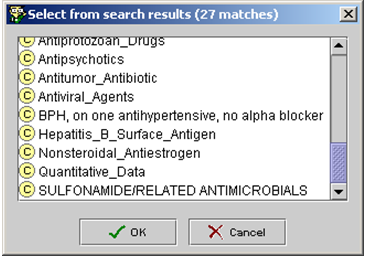 Select from search results (27 matches)
Antiprotozoan_Drugs
C Antipsychotics
C Antitumor_Antibiotic
C Antiviral_Agents
C BPH, on one antihypertensive, no alpha blocker
C Hepatitis_B_Surface_Antigen
C Nonsteroidal_Antiestrogen
C Quantitative_Data
C SULFONAMIDE/RELATED ANTIMICROBIALS
OK Cancel